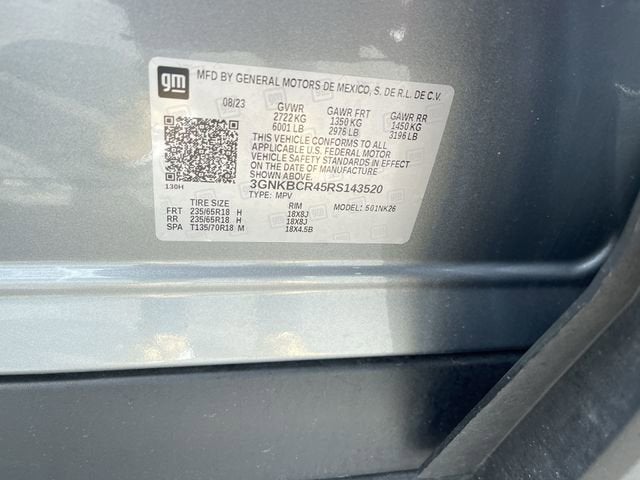 gm
MFD BY GENERAL MOTORS DE MEXICO, S. DE R.L. DE C.V.
08/23 GVWR GAWR FRT GAWR RR
2722 KG 1350 KG 1450 KG
6001 LB 2976 LB 3196 LB
THIS VEHICLE CONFORMS TO ALL
APPLICABLE U.S. FEDERAL MOTOR
VEHICLE SAFETY STANDARDS IN EFFECT
ON THE DATE OF MANUFACTURE
SHOWN ABOVE.
130H 3GNKBCR45RS143520
TYPE: MPV MODEL: 501NK26
TIRE SIZE RIM
FRT 235/65R18 H 18X8J
RR 235/65R18 H 18X8J
SPA T135/70R18 M 18X4.5B